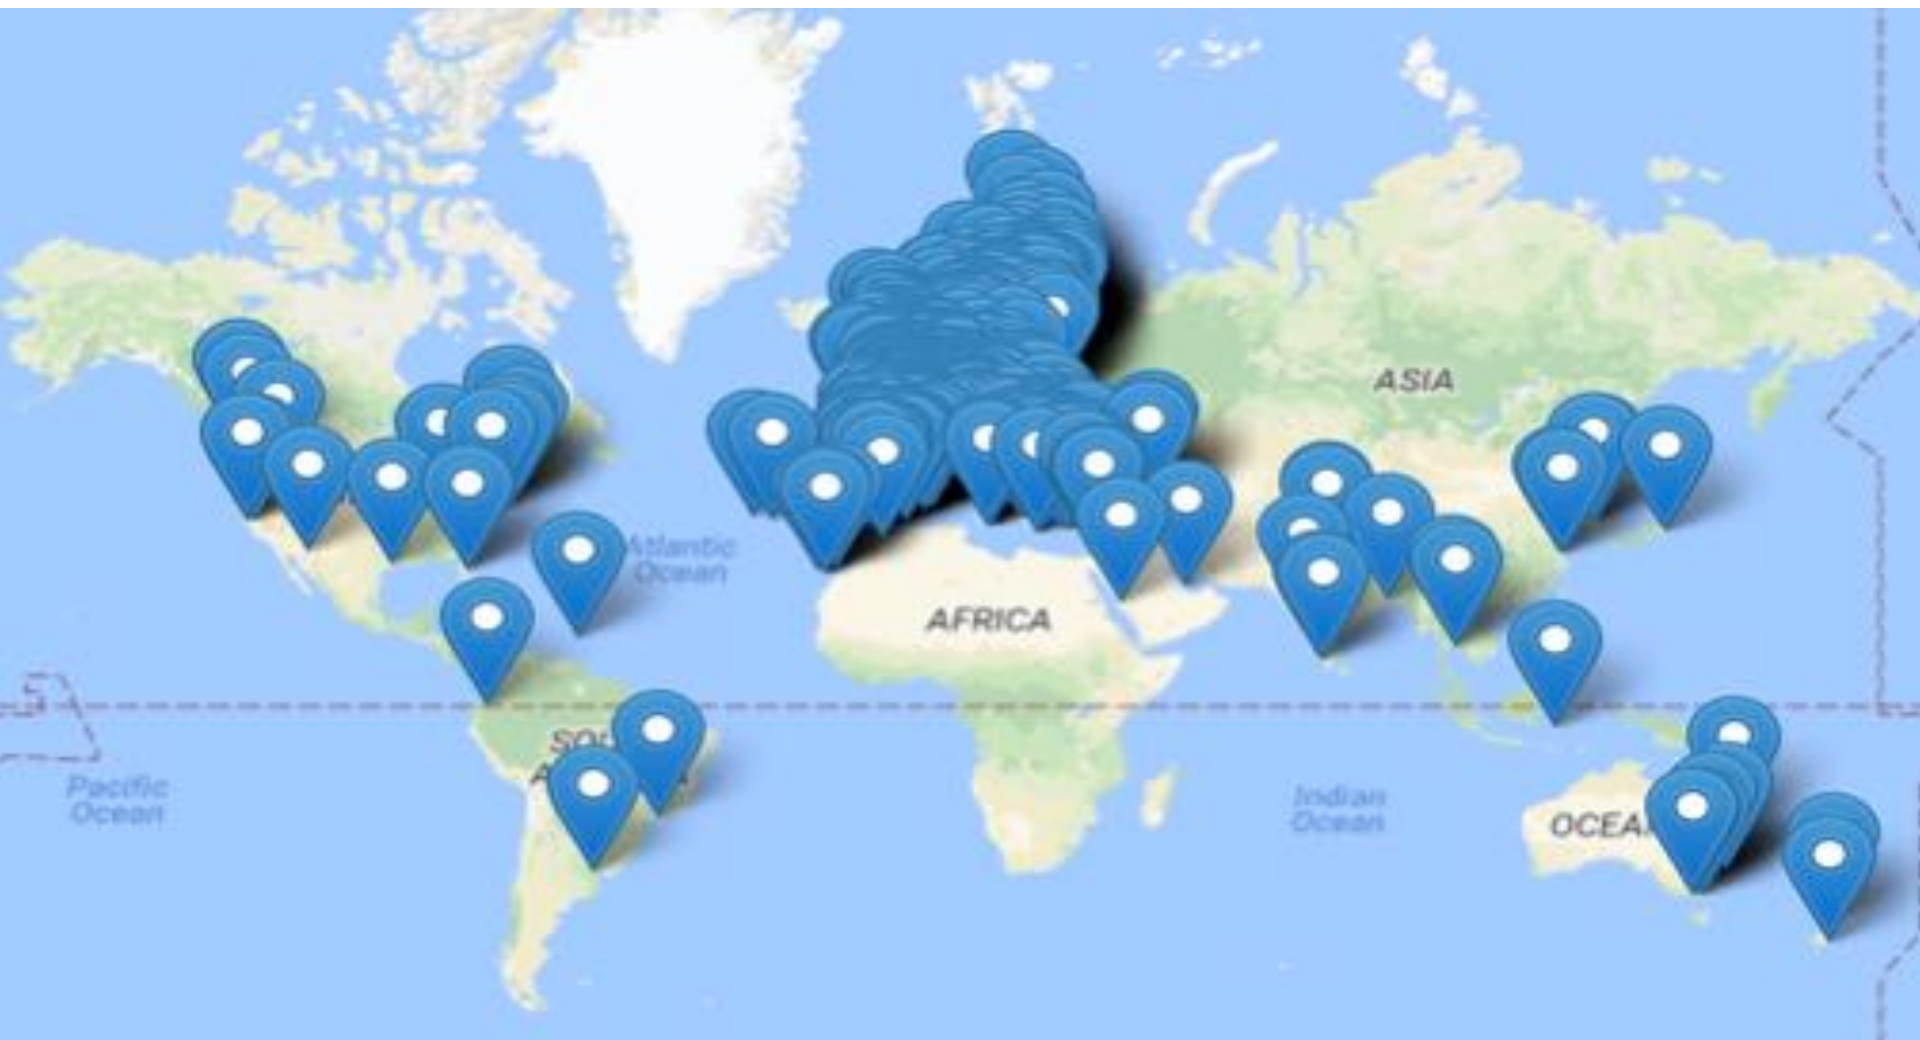 ASIA
Atlantic
Ocean
AFRICA
Pacific
Ocean
Indian
Ocean